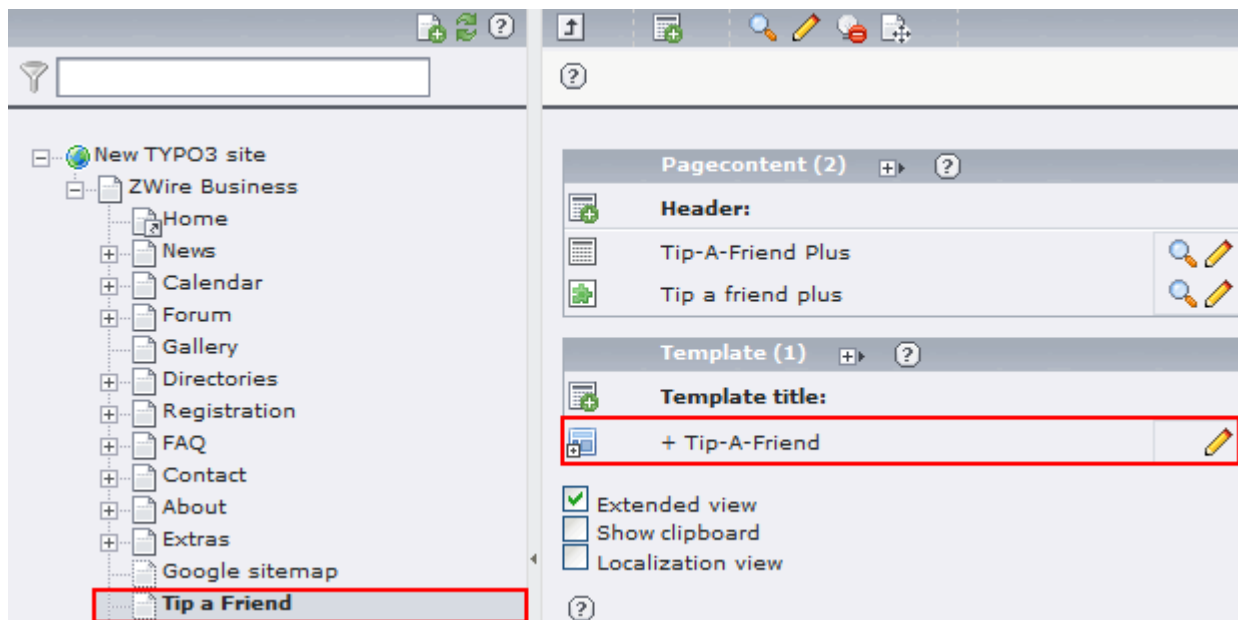 New TYPO3 site
ZWire Business
Home
News
Calendar
Forum
Gallery
Directories
Registration
FAQ
Contact
About
Extras
Google sitemap
Tip a Friend
Pagecontent (2)
Header:
Tip-A-Friend Plus
Tip a friend plus
Template (1)
Template title:
+ Tip-A-Friend
Extended view
Show clipboard
Localization view